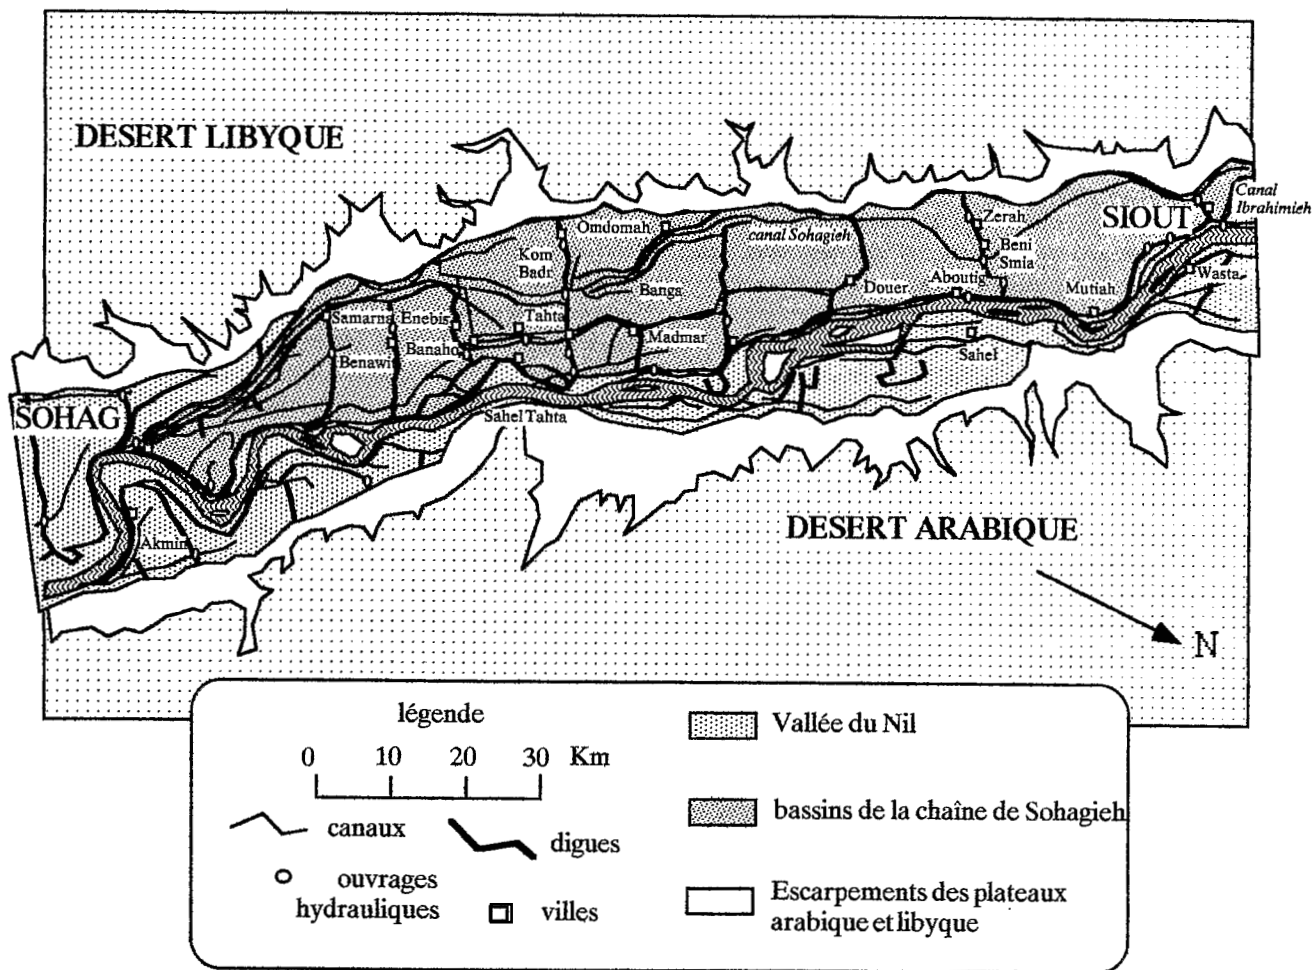 DESERT LIBYQUE
Canal
Ibrahimieh
SIOUT
Zerah
Omdomah
canal Sohagieh
Kom
Badr
Beni
Smia
Wasta
Banga
Douer
Aboutig
Mutiah
Samarna
Enebis
Tahta
Madmar
Banaho
Benawi
Sahel
SOHAG
Sahel Tahta
Akmin
DESERT ARABIQUE
N
légende
0 10 20 30 Km
canaux
digues
ouvrages
hydrauliques
villes
Vallée du Nil
bassins de la chaîne de Sohagieh
Escarpements des plateaux
arabique et libyque